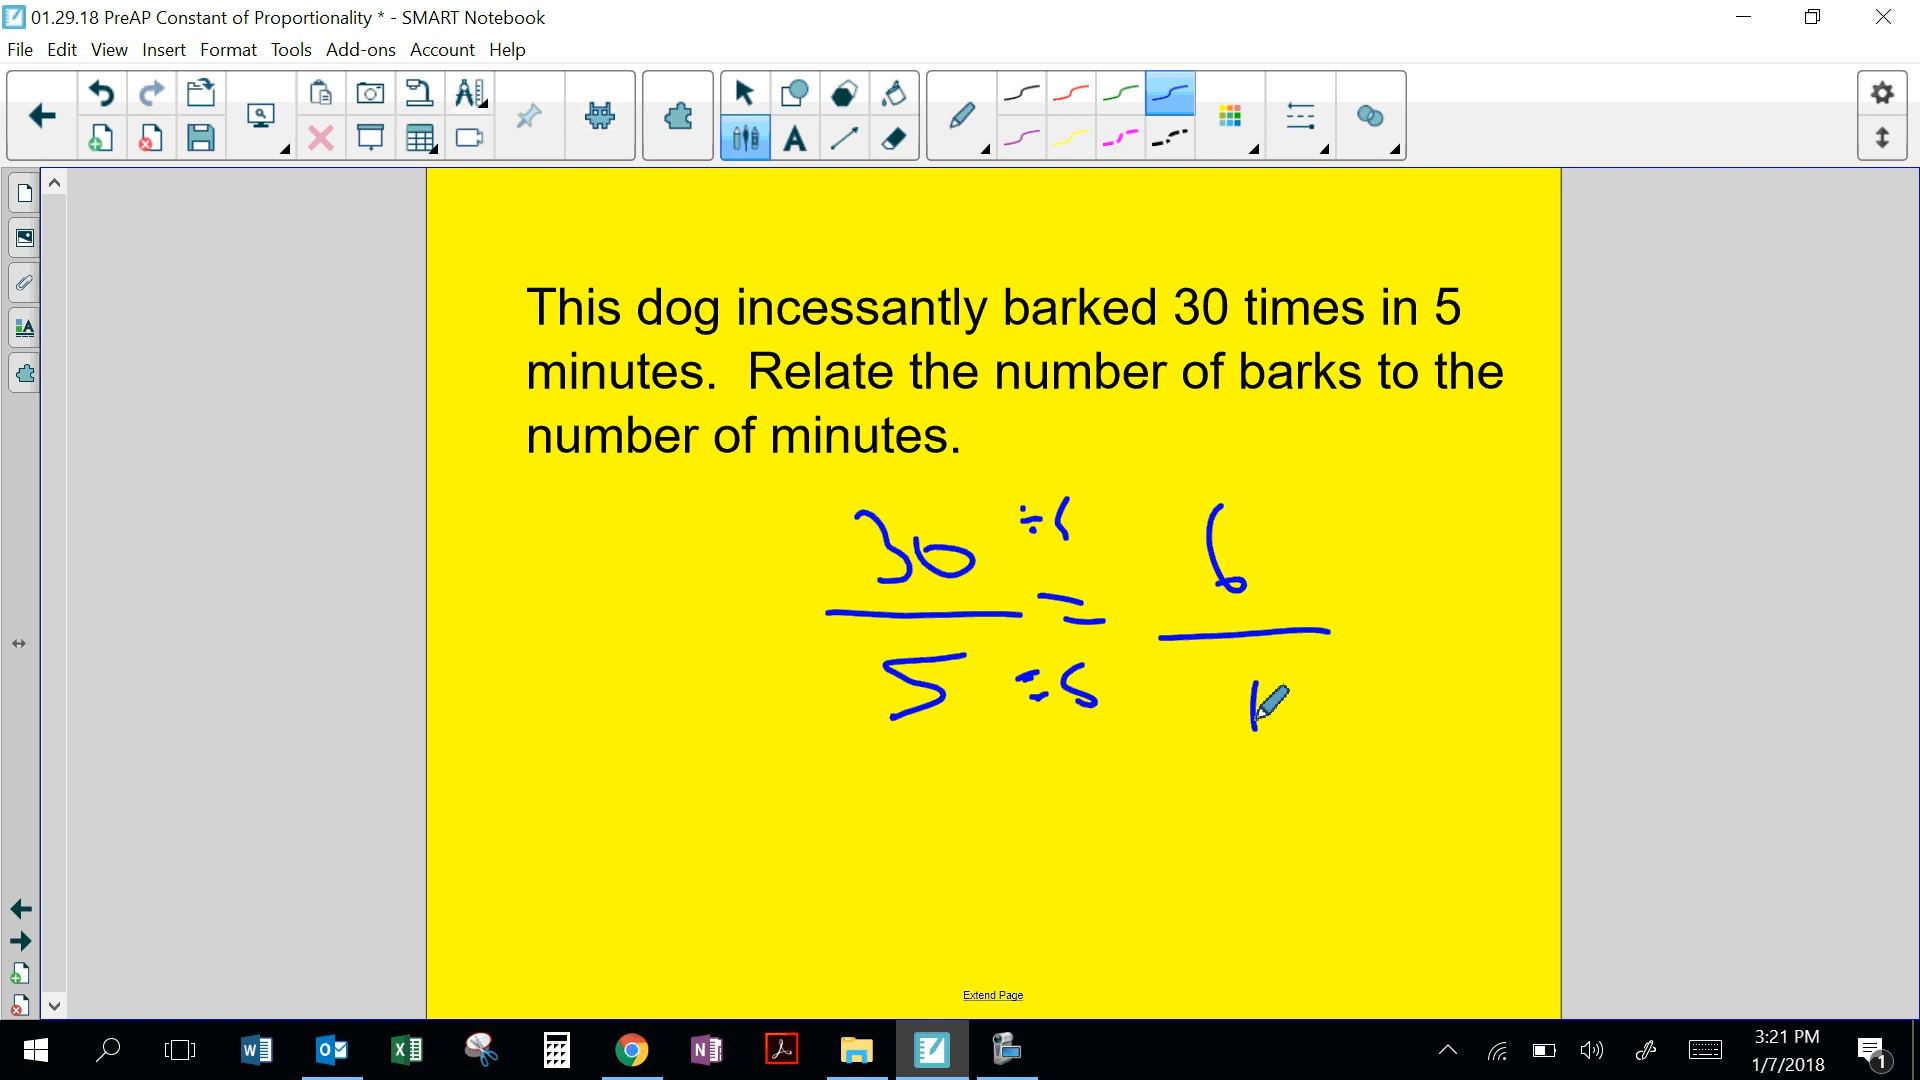 01.29.18 PreAP Constant of Proportionality * - SMART Notebook
File Edit View Insert Format Tools Add-ons Account Help
This dog incessantly barked 30 times in 5
minutes. Relate the number of barks to the
number of minutes.
30 ÷5 6
=
5 ÷5 1
Extend Page
3:21 PM
1/7/2018
1